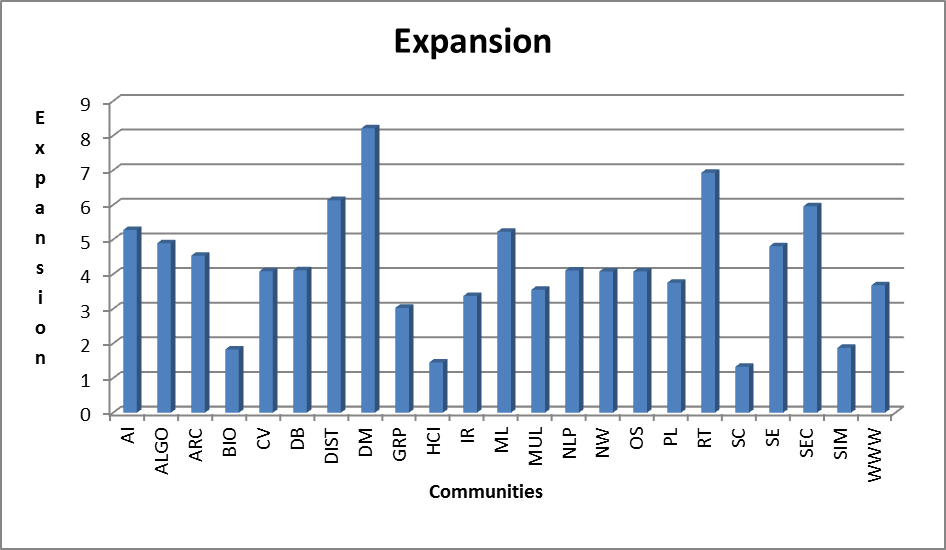 Expansion
Expansion
9
8
7
6
5
4
3
2
1
0
AI
ALGO
ARC
BIO
CV
DB
DIST
DM
GRP
HCI
IR
ML
MUL
NLP
NW
OS
PL
RT
SC
SE
SEC
SIM
WWW
Communities